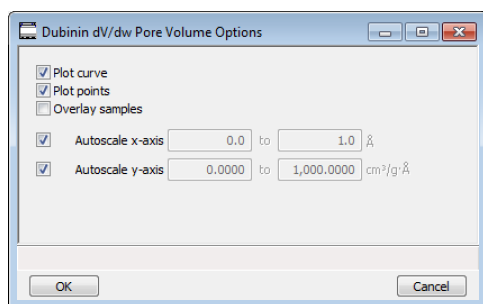 Dubinin dV/dw Pore Volume Options
Plot curve
Plot points
Overlay samples
Autoscale x-axis 0.0 to 1.0 Å
Autoscale y-axis 0.0000 to 1,000.0000 cm³/g·Å
OK Cancel